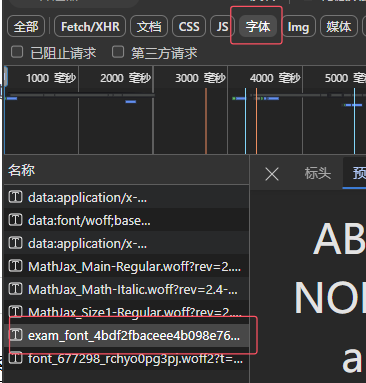 全部 Fetch/XHR 文档 CSS JS 字体 Img 媒体
已阻止请求 第三方请求
1000 毫秒 2000 毫秒 3000 毫秒 4000 毫秒 5000 毫秒
名称
标头
data:application/x-...
data:font/woff;base...
data:application/x-...
MathJax_Main-Regular.woff?rev=2....
MathJax_Math-Italic.woff?rev=2.4-...
MathJax_Size1-Regular.woff?rev=2....
exam_font_4bdf2fbaceee4b098e76...
font_677298_rchyo0pg3pj.woff2?t=...
AB
NO
a